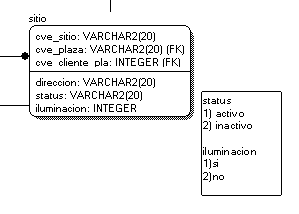 sitio
cve_sitio: VARCHAR2(20)
cve_plaza: VARCHAR2(20) (FK)
cve_cliente_pla: INTEGER (FK)
direccion: VARCHAR2(20)
status: VARCHAR2(20)
iluminacion: INTEGER
status
1) activo
2) inactivo
iluminacion
1)si
2)no